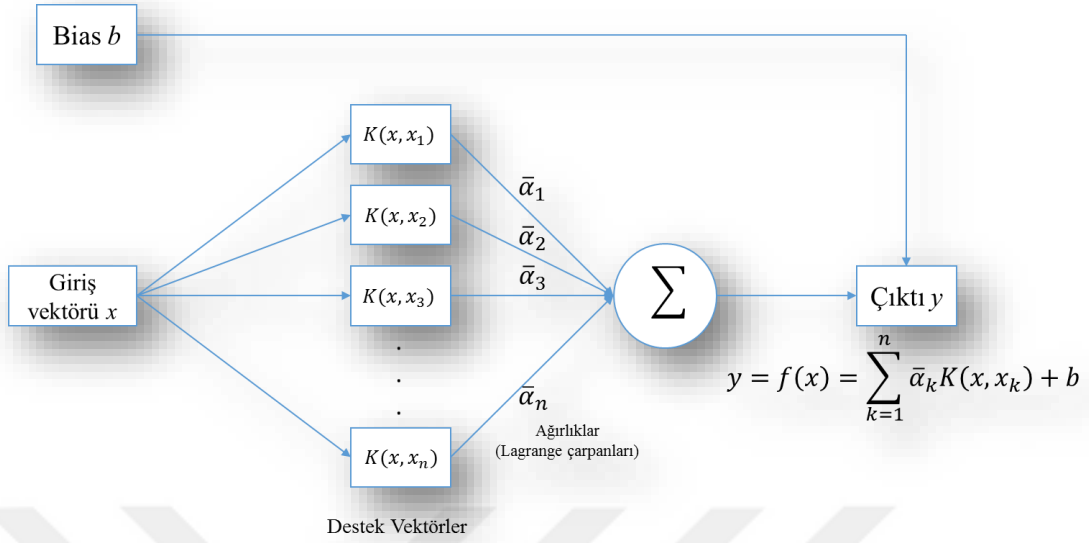 Bias b
K(x, x₁)
ᾱ₁
K(x, x₂)
ᾱ₂
Giriş
vektörü x
K(x, x₃)
ᾱ₃
∑
Çıktı y
.
.
.
y = f(x) = ∑_{k=1}^{n} ᾱₖK(x, xₖ) + b
ᾱₙ
Ağırlıklar
(Lagrange çarpanları)
K(x, xₙ)
Destek Vektörler